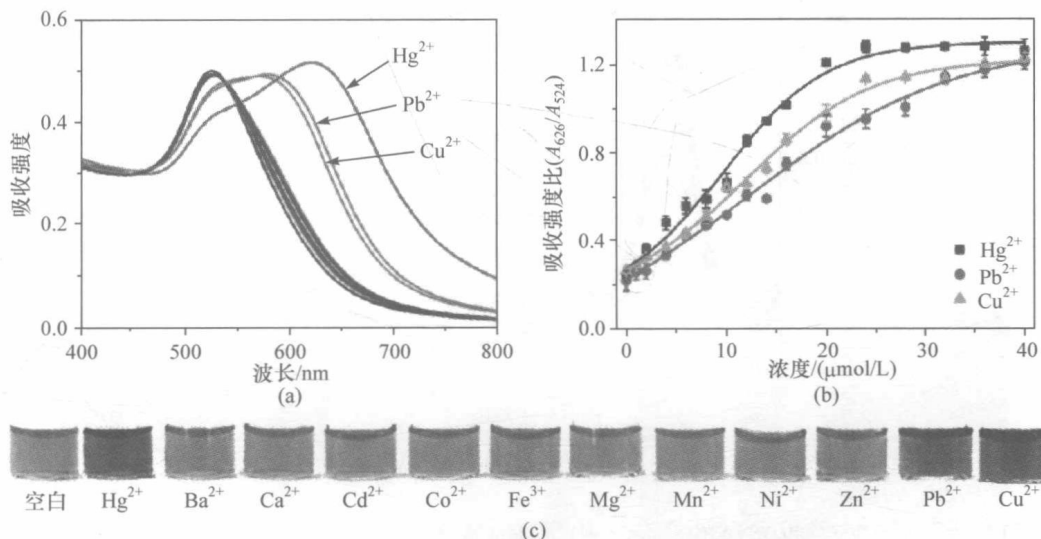 0.6
0.4
0.2
0.0
吸收强度
Hg²⁺
Pb²⁺
Cu²⁺
400
500
600
700
800
波长/nm
(a)
1.2
0.8
0.4
0.0
吸收强度比(A₆₂₆/A₅₂₄)
Hg²⁺
Pb²⁺
Cu²⁺
0
10
20
30
40
浓度/(μmol/L)
(b)
空白 Hg²⁺ Ba²⁺ Ca²⁺ Cd²⁺ Co²⁺ Fe³⁺ Mg²⁺ Mn²⁺ Ni²⁺ Zn²⁺ Pb²⁺ Cu²⁺
(c)